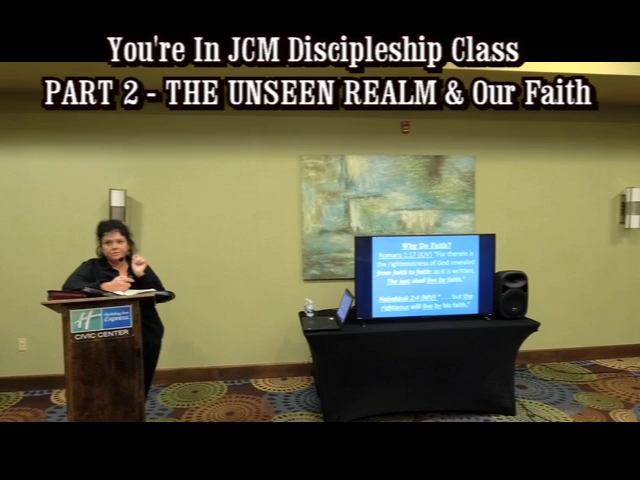 You're In JCM Discipleship Class
PART 2 - THE UNSEEN REALM & Our Faith
Why Do Faith?
Romans 1:17 (KJV) "For therein is
the righteousness of God revealed
from faith to faith: as it is written,
The just shall live by faith.
Habakkuk 2:4 (NIV) ". . . but the
righteous will live by his faith."
H
Holiday Inn
Express
CIVIC CENTER